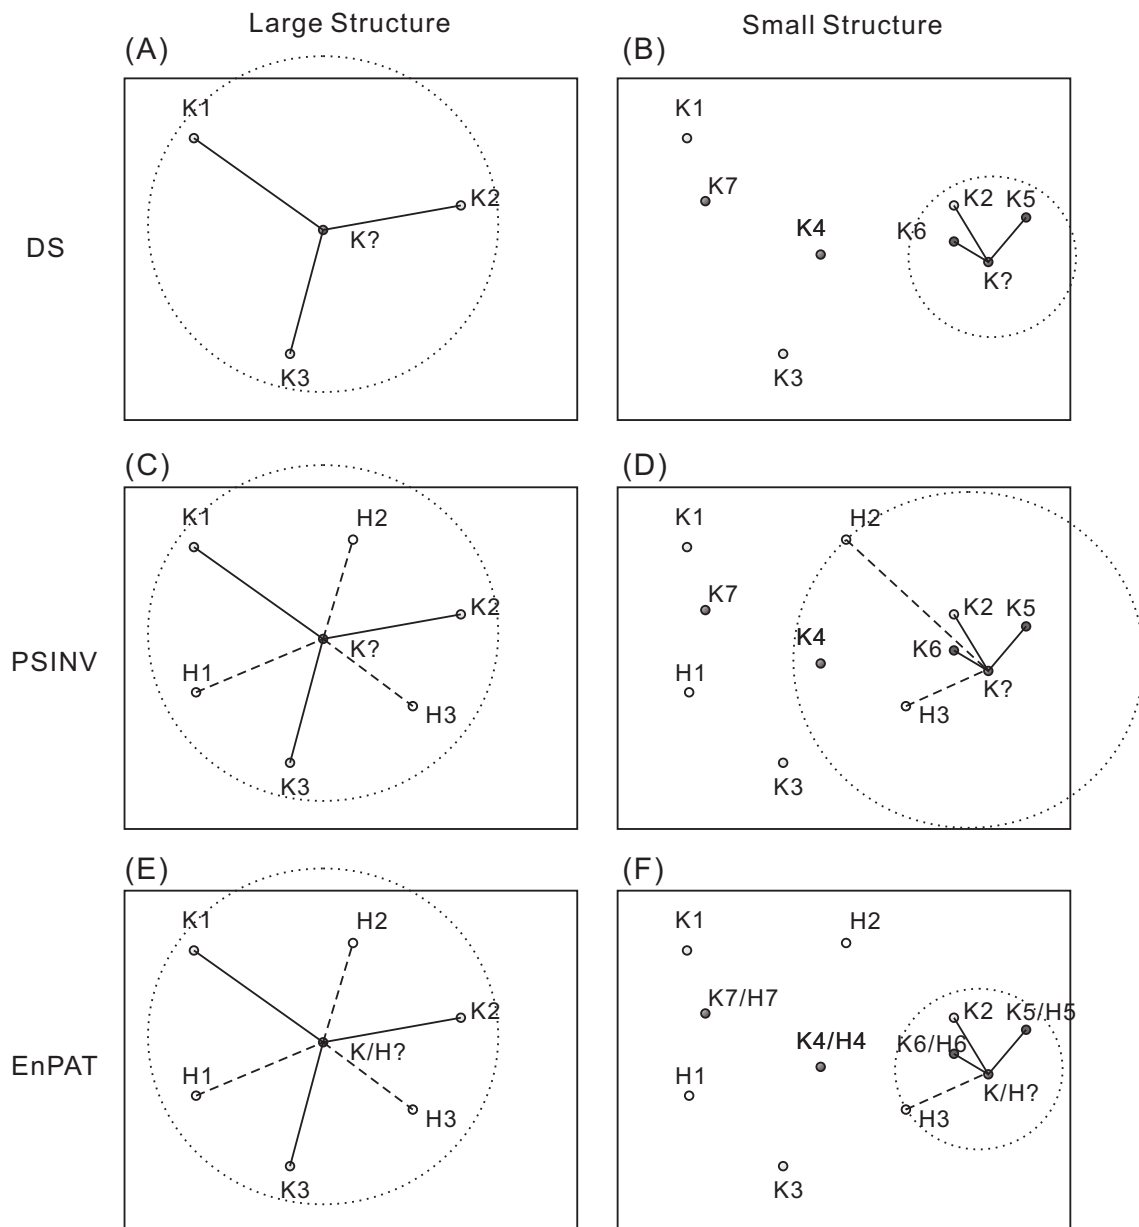 Large Structure
Small Structure
(A)
(B)
K1
K2
K?
K3
K1
K7
K4
K2
K5
K6
K?
K3
DS
(C)
(D)
K1
H2
K2
K?
H1
H3
K3
K1
H2
K7
K2
K5
K4
K6
H1
K?
H3
K3
PSINV
(E)
(F)
K1
H2
K2
K/H?
H1
H3
K3
K1
H2
K7/H7
K2
K5/H5
K4/H4
K6/H6
H1
K/H?
H3
K3
EnPAT